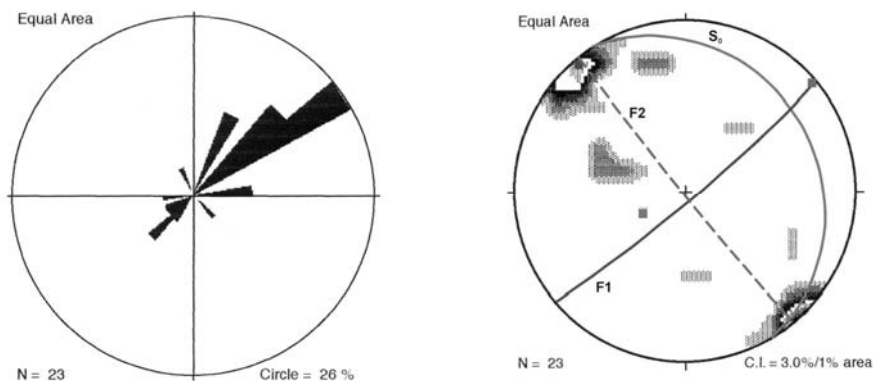 Equal Area
N = 23
Circle = 26 %
Equal Area
S₀
F2
F1
N = 23
C.I. = 3.0%/1% area